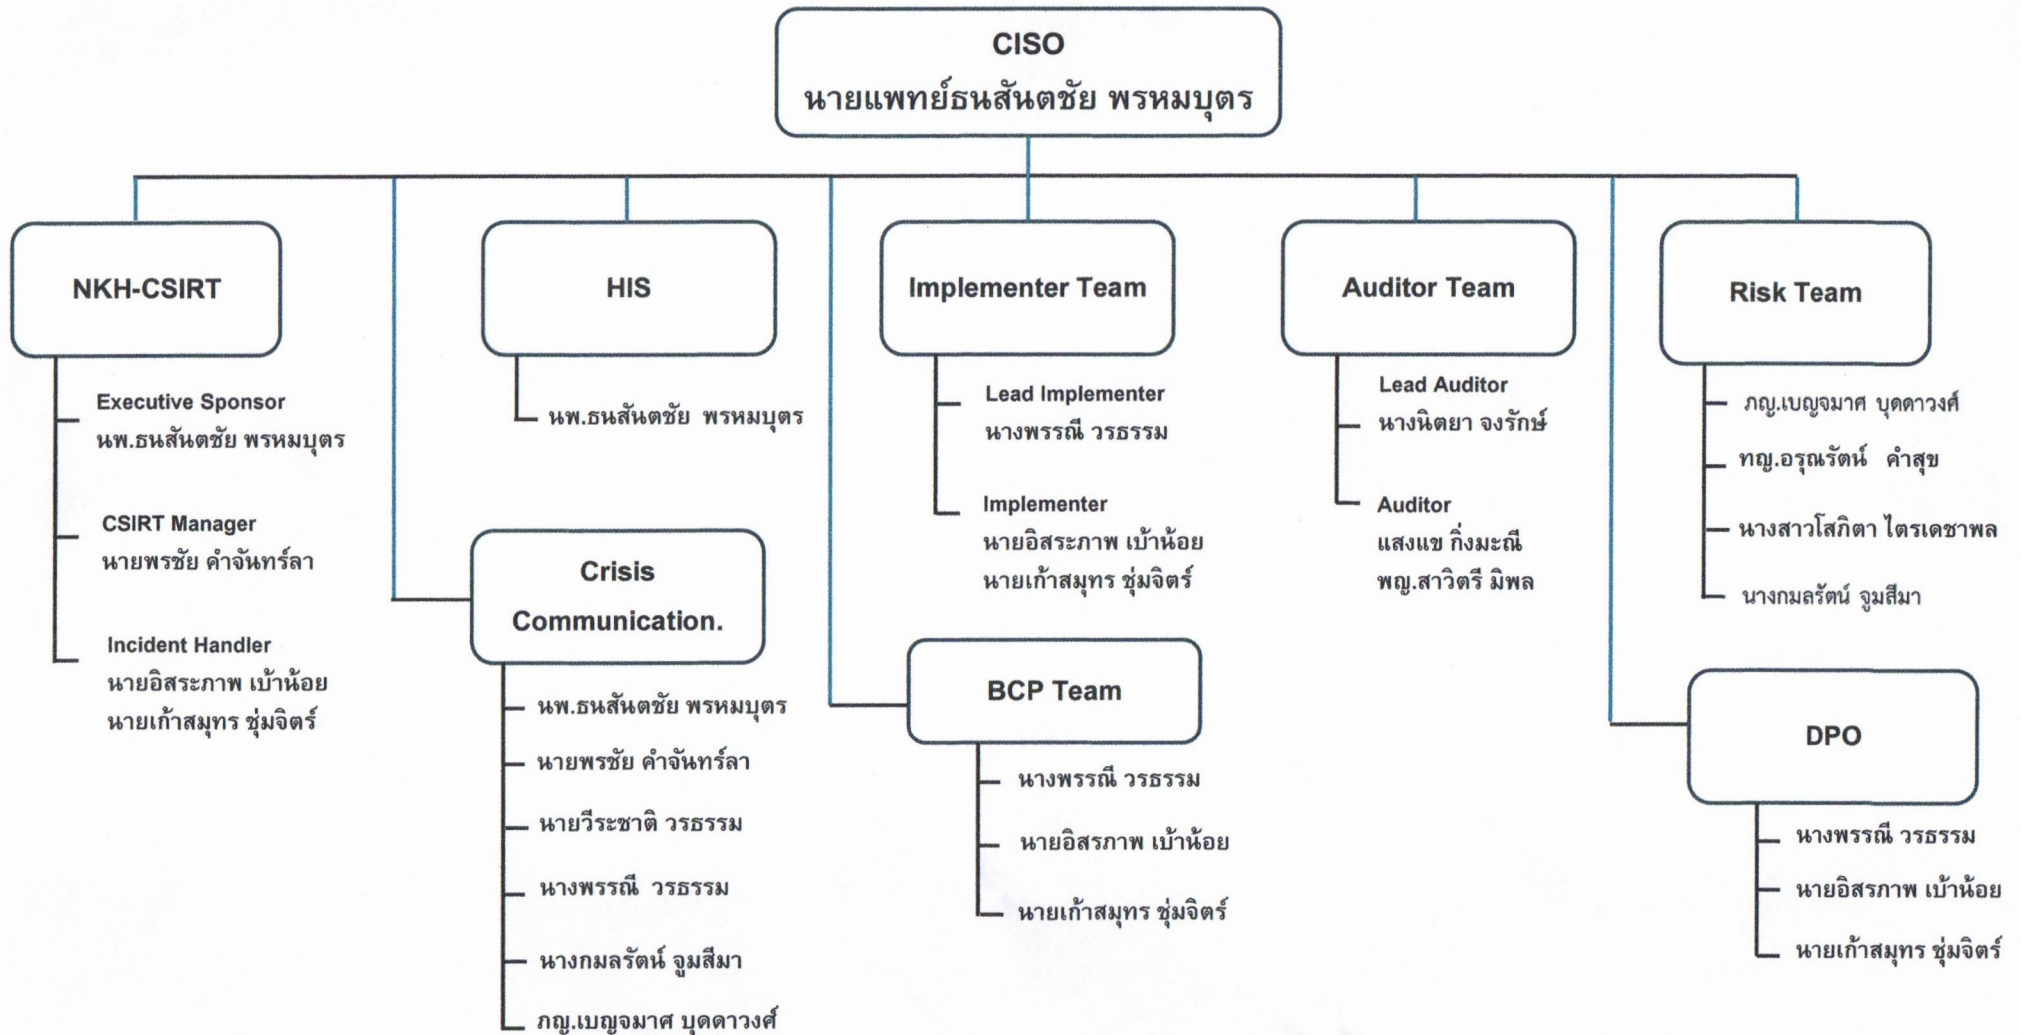 CISO
นายแพทย์ธนสันตชัย พรหมบุตร
NKH-CSIRT
Executive Sponsor
นพ.ธนสันตชัย พรหมบุตร
CSIRT Manager
นายพรชัย คำจันทร์ลา
Incident Handler
นายอิสระภาพ เบ้าน้อย
นายเก้าสมุทร ชุ่มจิตร์
HIS
นพ.ธนสันตชัย พรหมบุตร
Crisis
Communication.
นพ.ธนสันตชัย พรหมบุตร
นายพรชัย คำจันทร์ลา
นายวีระชาติ วรธรรม
นางพรรณี วรธรรม
นางกมลรัตน์ จูมสีมา
ภญ.เบญจมาศ บุดดาวงศ์
Implementer Team
Lead Implementer
นางพรรณี วรธรรม
Implementer
นายอิสระภาพ เบ้าน้อย
นายเก้าสมุทร ชุ่มจิตร์
BCP Team
นางพรรณี วรธรรม
นายอิสรภาพ เบ้าน้อย
นายเก้าสมุทร ชุ่มจิตร์
Auditor Team
Lead Auditor
นางนิตยา จงรักษ์
Auditor
แสงแข กิ่งมะณี
พญ.สาวิตรี มิพล
Risk Team
ภญ.เบญจมาศ บุดดาวงศ์
ทญ.อรุณรัตน์ คำสุข
นางสาวโสภิตา ไตรเดชาพล
นางกมลรัตน์ จูมสีมา
DPO
นางพรรณี วรธรรม
นายอิสรภาพ เบ้าน้อย
นายเก้าสมุทร ชุ่มจิตร์